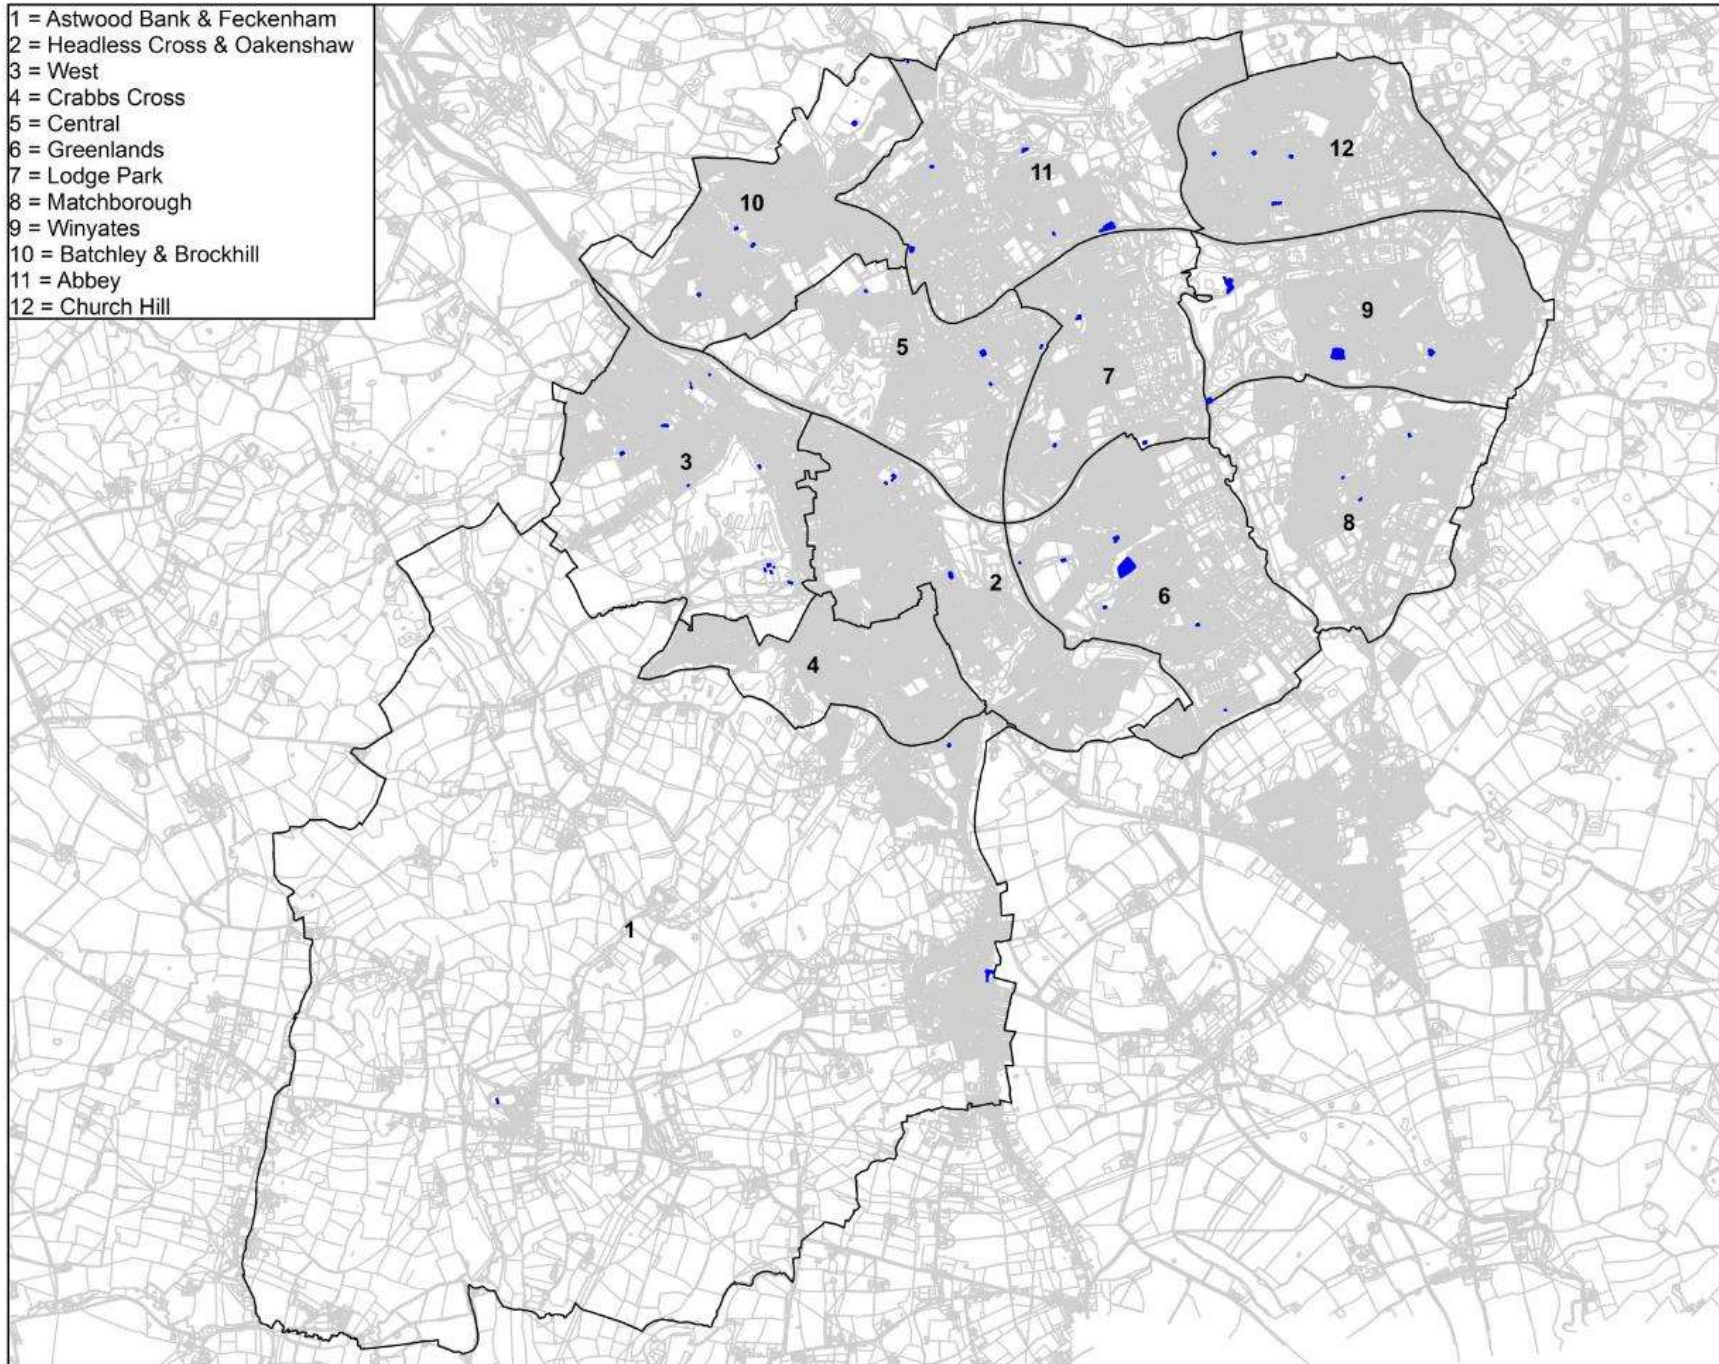 1 = Astwood Bank & Feckenham
2 = Headless Cross & Oakenshaw
3 = West
4 = Crabbs Cross
5 = Central
6 = Greenlands
7 = Lodge Park
8 = Matchborough
9 = Winyates
10 = Batchley & Brockhill
11 = Abbey
12 = Church Hill
12
11
10
9
5
7
3
8
2
6
4
1